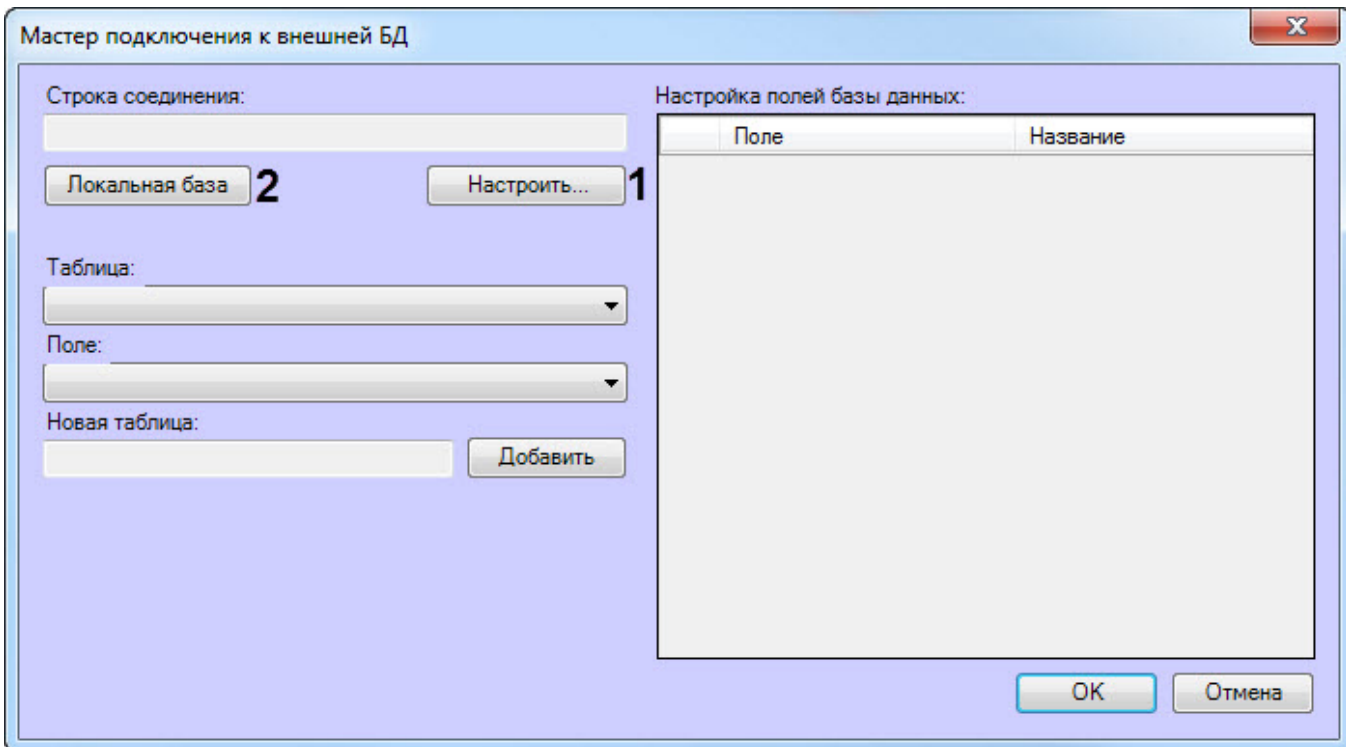 Мастер подключения к внешней БД
Строка соединения:
Локальная база 2 Настроить... 1
Таблица:
Поле:
Новая таблица:
Добавить
Настройка полей базы данных:
Поле Название
OK Отмена